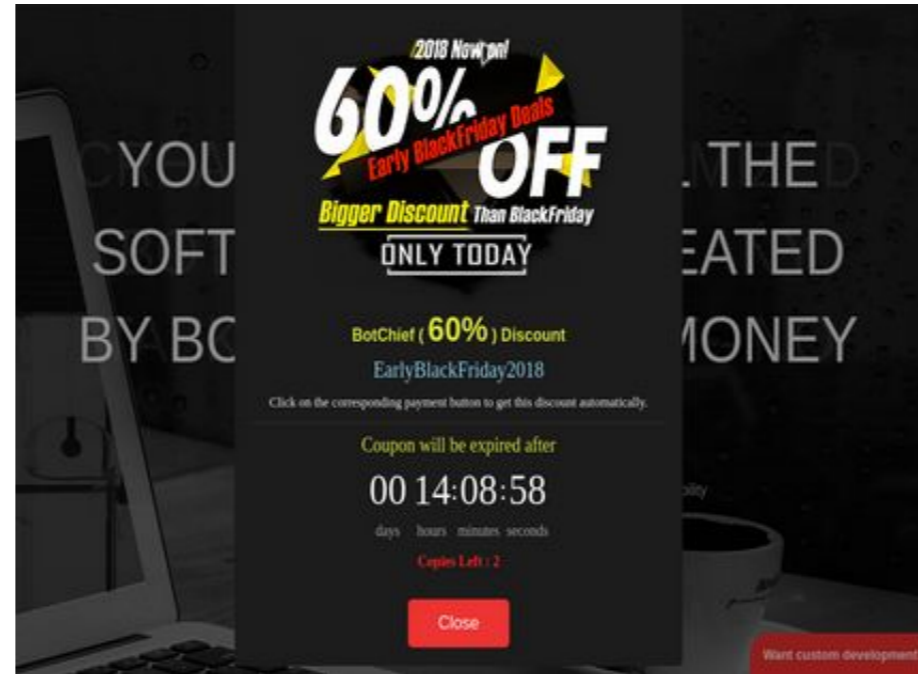 2018 Now on!
60%
OFF
Early BlackFriday Deals
Bigger Discount Than BlackFriday
ONLY TODAY
YOU THE
SOFT EATED
BY BO MONEY
BotChief ( 60% ) Discount
EarlyBlackFriday2018
Click on the corresponding payment button to get this discount automatically.
Coupon will be expired after
00 14:08:58
days hours minutes seconds
Copies Left : 2
Close
Want custom development